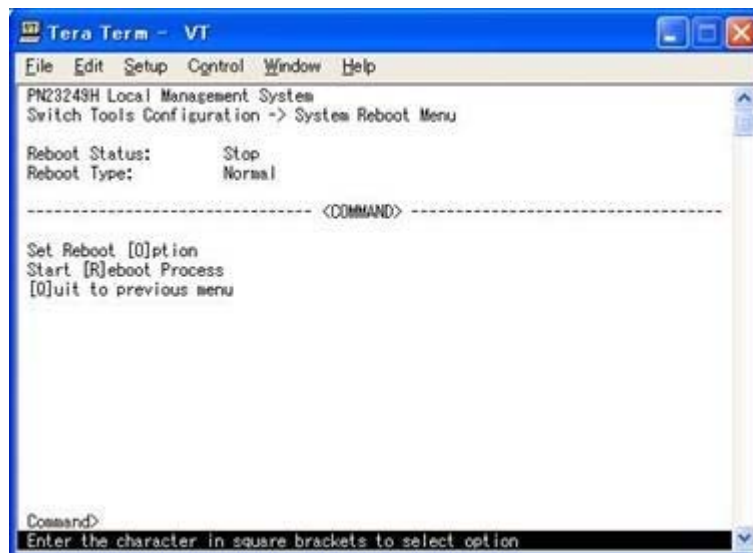 Tera Term - VT
File Edit Setup Control Window Help
PN23249H Local Management System
Switch Tools Configuration -> System Reboot Menu
Reboot Status: Stop
Reboot Type: Normal
-------------------------------- <COMMAND> -----------------------------------
Set Reboot [O]ption
Start [R]eboot Process
[Q]uit to previous menu
Command>
Enter the character in square brackets to select option